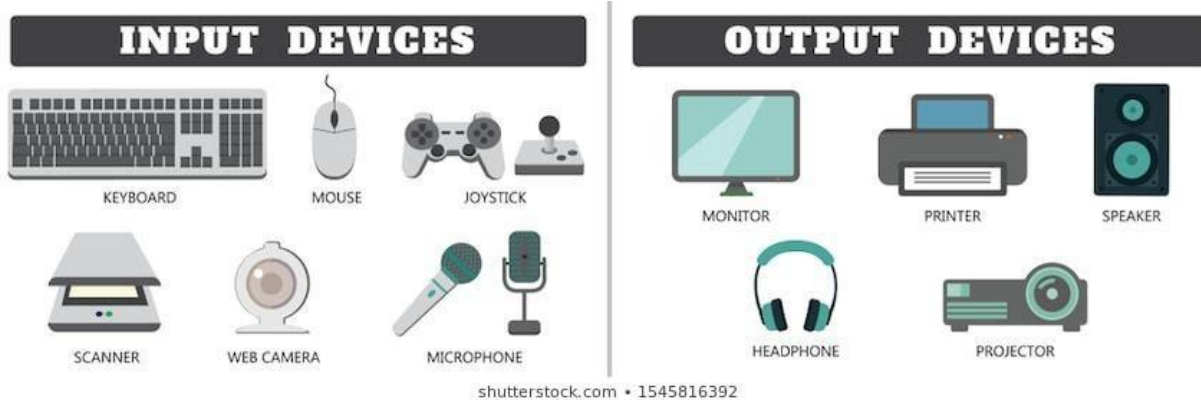 INPUT DEVICES
KEYBOARD
MOUSE
JOYSTICK
SCANNER
WEB CAMERA
MICROPHONE
OUTPUT DEVICES
MONITOR
PRINTER
SPEAKER
HEADPHONE
PROJECTOR
shutterstock.com • 1545816392